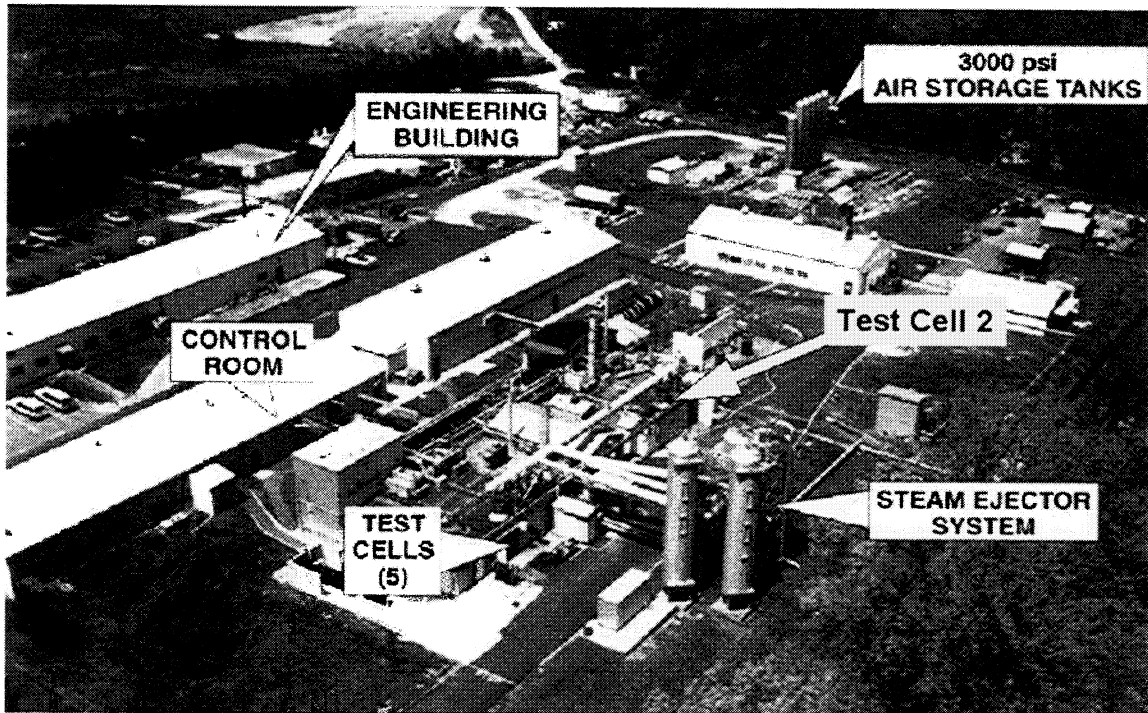 3000 psi
AIR STORAGE TANKS
ENGINEERING
BUILDING
Test Cell 2
CONTROL
ROOM
STEAM EJECTOR
SYSTEM
TEST
CELLS
(5)